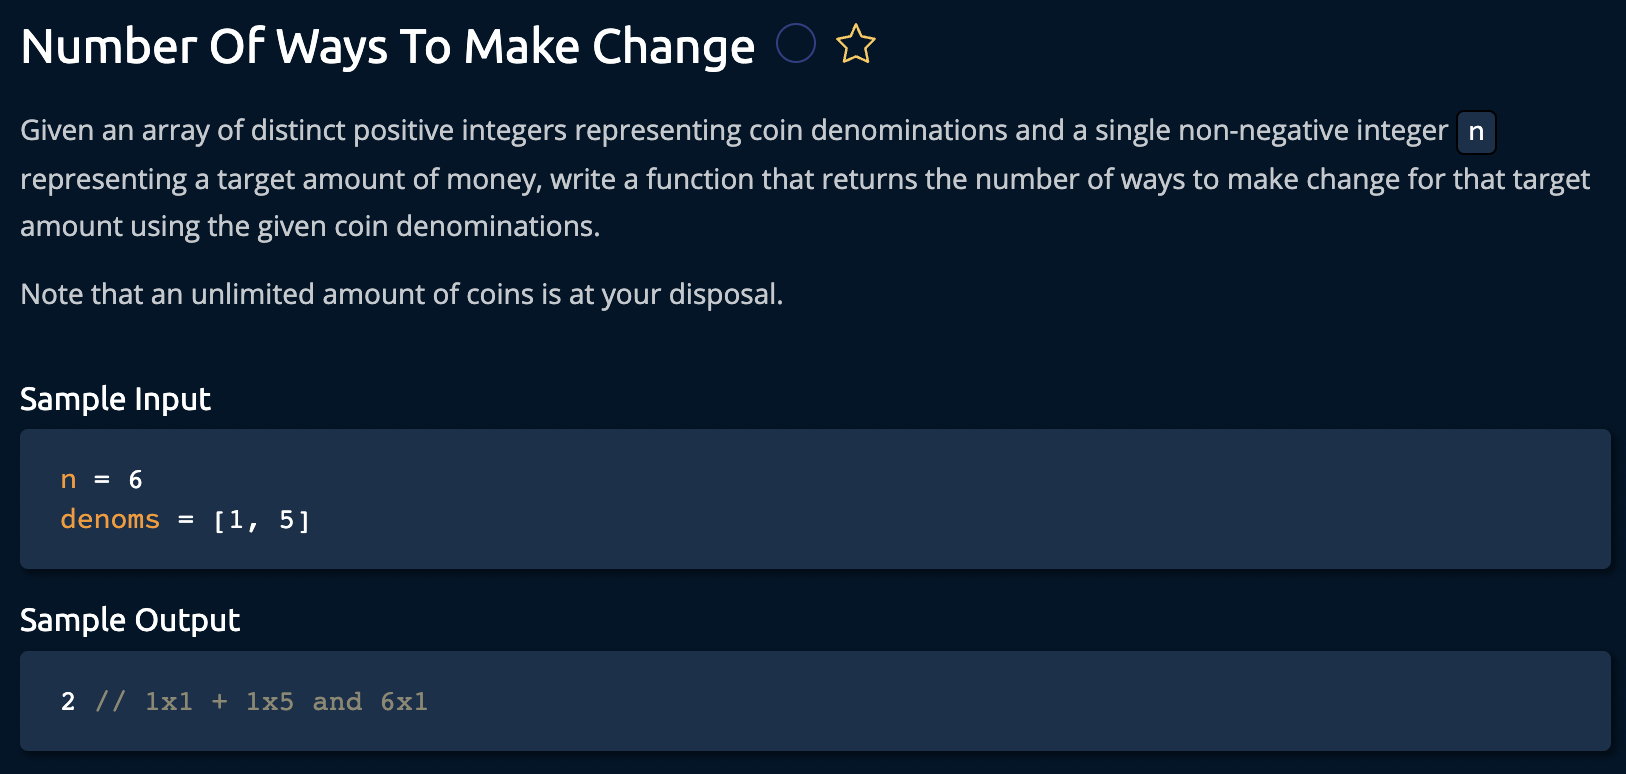 Number Of Ways To Make Change
Given an array of distinct positive integers representing coin denominations and a single non-negative integer n
representing a target amount of money, write a function that returns the number of ways to make change for that target
amount using the given coin denominations.
Note that an unlimited amount of coins is at your disposal.
Sample Input
n = 6
denoms = [1, 5]
Sample Output
2 // 1x1 + 1x5 and 6x1